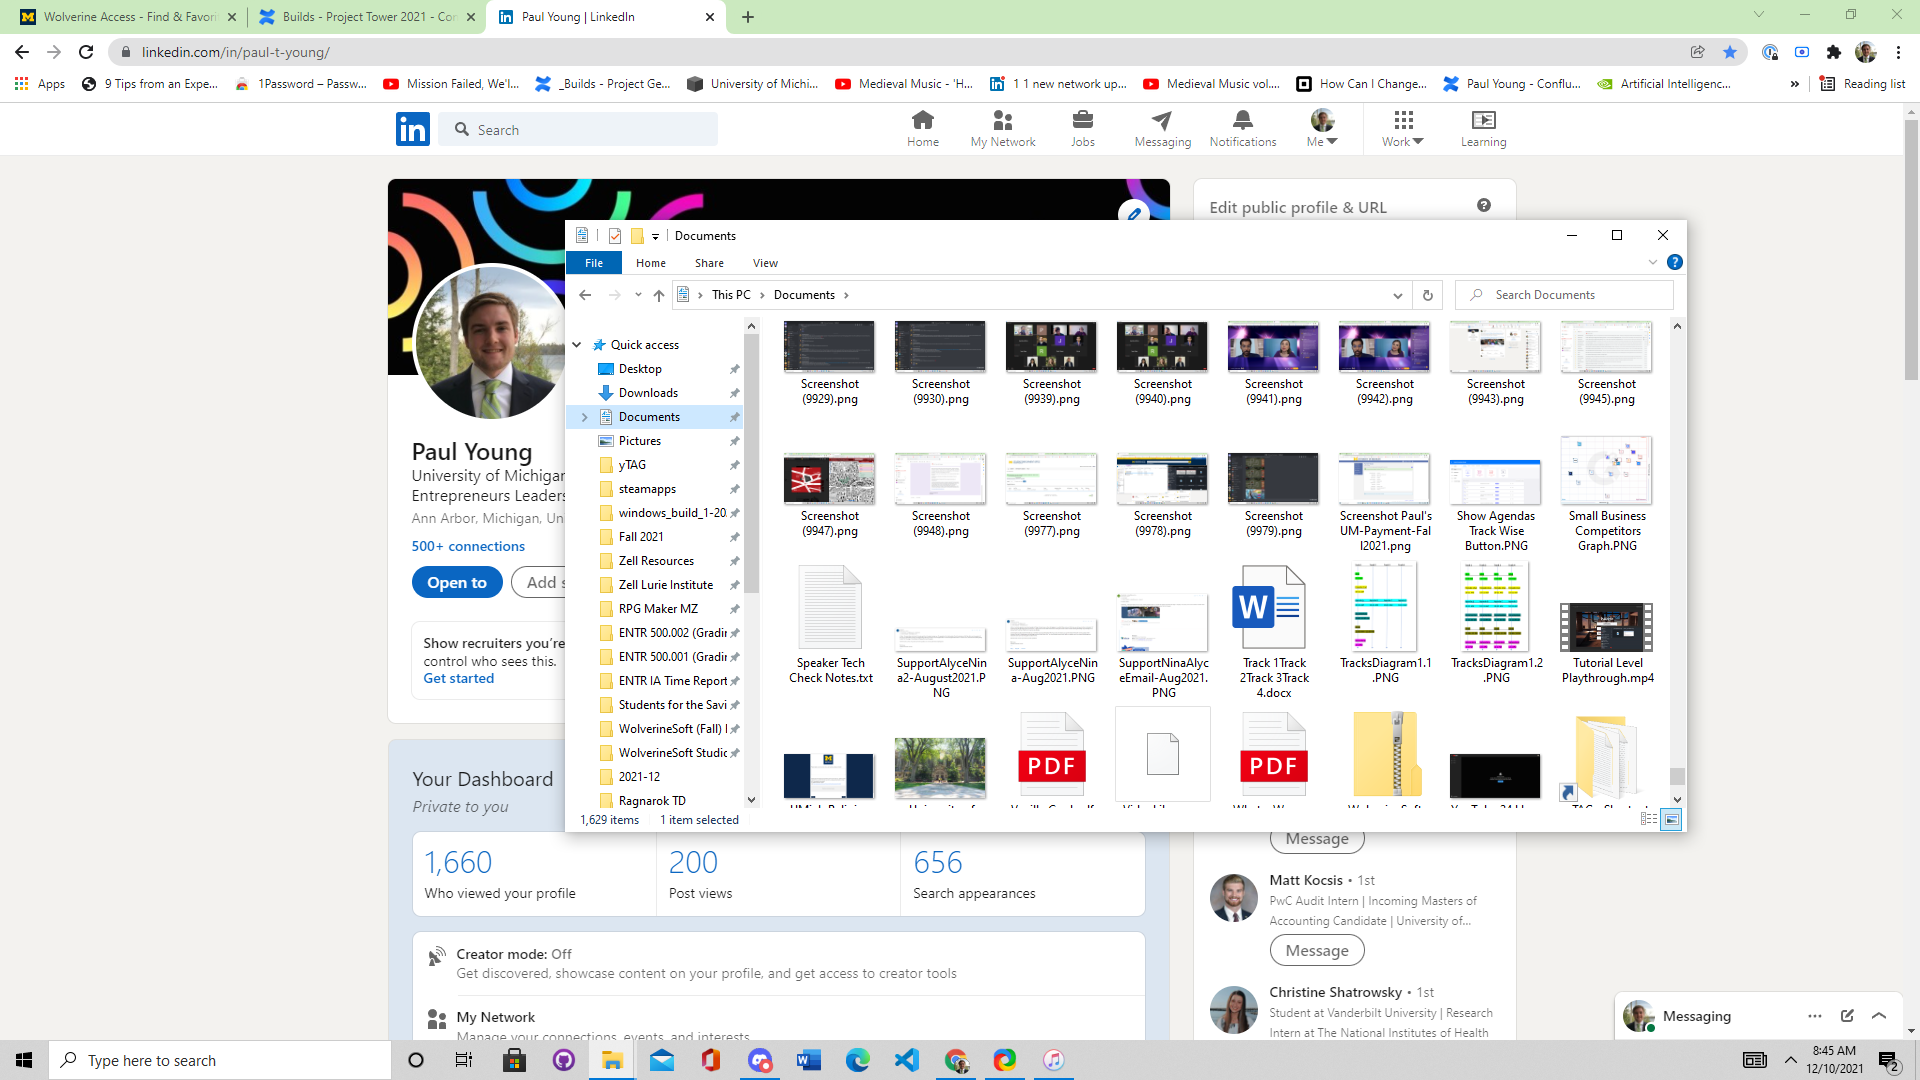 Wolverine Access - Find & Favori
Builds - Project Tower 2021 - Con
Paul Young | LinkedIn
linkedin.com/in/paul-t-young/
Apps
9 Tips from an Expe...
1Password – Passw...
Mission Failed, We'l...
_Builds - Project Ge...
University of Michi...
Medieval Music - 'H...
1 1 new network up...
Medieval Music vol....
How Can I Change...
Paul Young - Conflu...
Artificial Intelligenc...
»
Reading list
in
Search
Home
My Network
Jobs
Messaging
Notifications
Me
Work
Learning
Edit public profile & URL
Documents
File
Home
Share
View
This PC
Documents
Search Documents
Quick access
Desktop
Downloads
Documents
Pictures
yTAG
steamapps
windows_build_1-20
Fall 2021
Zell Resources
Zell Lurie Institute
RPG Maker MZ
ENTR 500.002 (Gradir
ENTR 500.001 (Gradir
ENTR IA Time Report
Students for the Savi
WolverineSoft (Fall) I
WolverineSoft Studic
2021-12
Ragnarok TD
Screenshot
(9929).png
Screenshot
(9930).png
Screenshot
(9939).png
Screenshot
(9940).png
Screenshot
(9941).png
Screenshot
(9942).png
Screenshot
(9943).png
Screenshot
(9945).png
Screenshot
(9947).png
Screenshot
(9948).png
Screenshot
(9977).png
Screenshot
(9978).png
Screenshot
(9979).png
Screenshot Paul's
UM-Payment-Fal
l2021.png
Show Agendas
Track Wise
Button.PNG
Small Business
Competitors
Graph.PNG
Speaker Tech
Check Notes.txt
SupportAlyceNin
a2-August2021.P
NG
SupportAlyceNin
a-Aug2021.PNG
SupportNinaAlyc
eEmail-Aug2021.
PNG
Track 1Track
2Track 3Track
4.docx
TracksDiagram1.1
.PNG
TracksDiagram1.2
.PNG
Tutorial Level
Playthrough.mp4
PDF
PDF
1,629 items
1 item selected
Paul Young
University of Michigan
Entrepreneurs Leaders
Ann Arbor, Michigan, Un
500+ connections
Open to
Add s
Show recruiters you're
control who sees this.
Get started
Your Dashboard
Private to you
1,660
Who viewed your profile
200
Post views
656
Search appearances
Creator mode: Off
Get discovered, showcase content on your profile, and get access to creator tools
My Network
Manage your connections, events, and interests
Message
Matt Kocsis • 1st
PwC Audit Intern | Incoming Masters of
Accounting Candidate | University of...
Message
Christine Shatrowsky • 1st
Student at Vanderbilt University | Research
Intern at The National Institutes of Health
Messaging
Type here to search
8:45 AM
12/10/2021
2